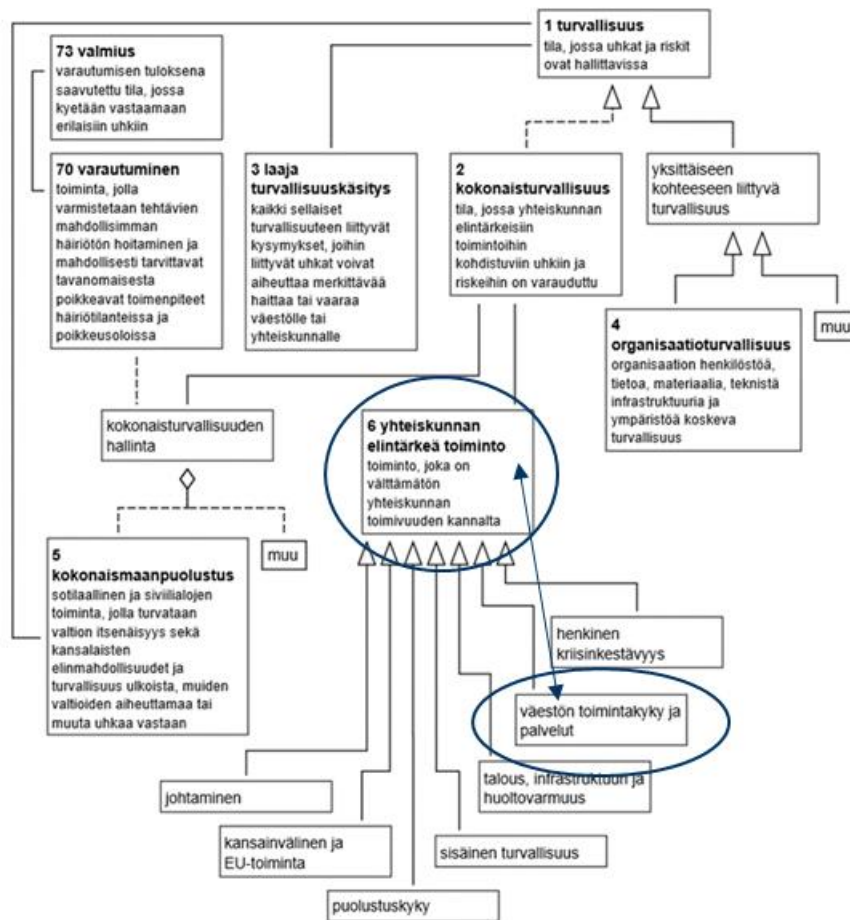 1 turvallisuus
tila, jossa uhkat ja riskit
ovat hallittavissa
73 valmius
varautumisen tuloksena
saavutettu tila, jossa
kyetään vastaamaan
erilaisiin uhkiin
70 varautuminen
toiminta, jolla
varmistetaan tehtävien
mahdollisimman
häiriötön hoitaminen ja
mahdollisesti tarvittavat
tavanomaisesta
poikkeavat toimenpiteet
häiriötilanteissa ja
poikkeusoloissa
3 laaja
turvallisuuskäsitys
kaikki sellaiset
turvallisuuteen liittyvät
kysymykset, joihin
liittyvät uhkat voivat
aiheuttaa merkittävää
haittaa tai vaaraa
väestölle tai
yhteiskunnalle
2
kokonaisturvallisuus
tila, jossa yhteiskunnan
elintärkeisiin
toimintoihin
kohdistuviin uhkiin ja
riskeihin on varauduttu
yksittäiseen
kohteeseen liittyvä
turvallisuus
4
organisaatioturvallisuus
organisaation henkilöstöä,
tietoa, materiaalia, teknistä
infrastruktuuria ja
ympäristöä koskeva
turvallisuus
muu
kokonaisturvallisuuden
hallinta
6 yhteiskunnan
elintärkeä toiminto
toiminto, joka on
välttämätön
yhteiskunnan
toimivuuden kannalta
5
kokonaismaanpuolustus
sotilaallinen ja siviilialojen
toiminta, jolla turvataan
valtion itsenäisyys sekä
kansalaisten
elinmahdollisuudet ja
turvallisuus ulkoista, muiden
valtioiden aiheuttamaa tai
muuta uhkaa vastaan
muu
henkinen
kriisinkestävyys
väestön toimintakyky ja
palvelut
talous, infrastruktuuri ja
huoltovarmuus
johtaminen
kansainvälinen ja
EU-toiminta
sisäinen turvallisuus
puolustuskyky